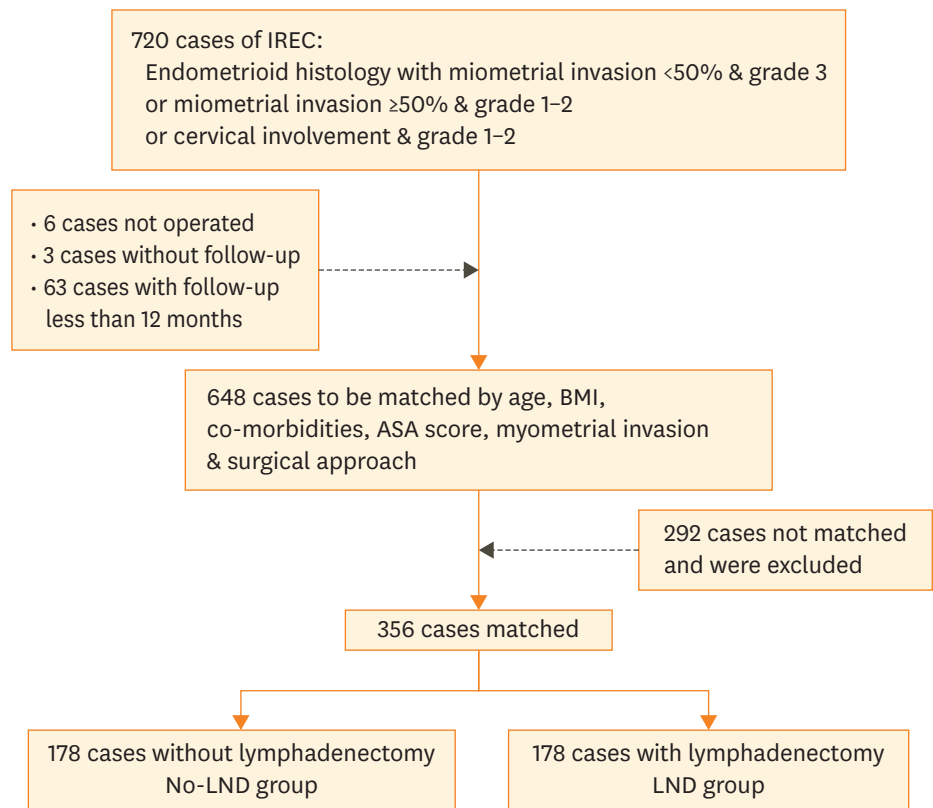 720 cases of IREC:
Endometrioid histology with miometrial invasion <50% & grade 3
or miometrial invasion ≥50% & grade 1–2
or cervical involvement & grade 1–2
· 6 cases not operated
· 3 cases without follow-up
· 63 cases with follow-up
less than 12 months
648 cases to be matched by age, BMI,
co-morbidities, ASA score, myometrial invasion
& surgical approach
292 cases not matched
and were excluded
356 cases matched
178 cases without lymphadenectomy
No-LND group
178 cases with lymphadenectomy
LND group